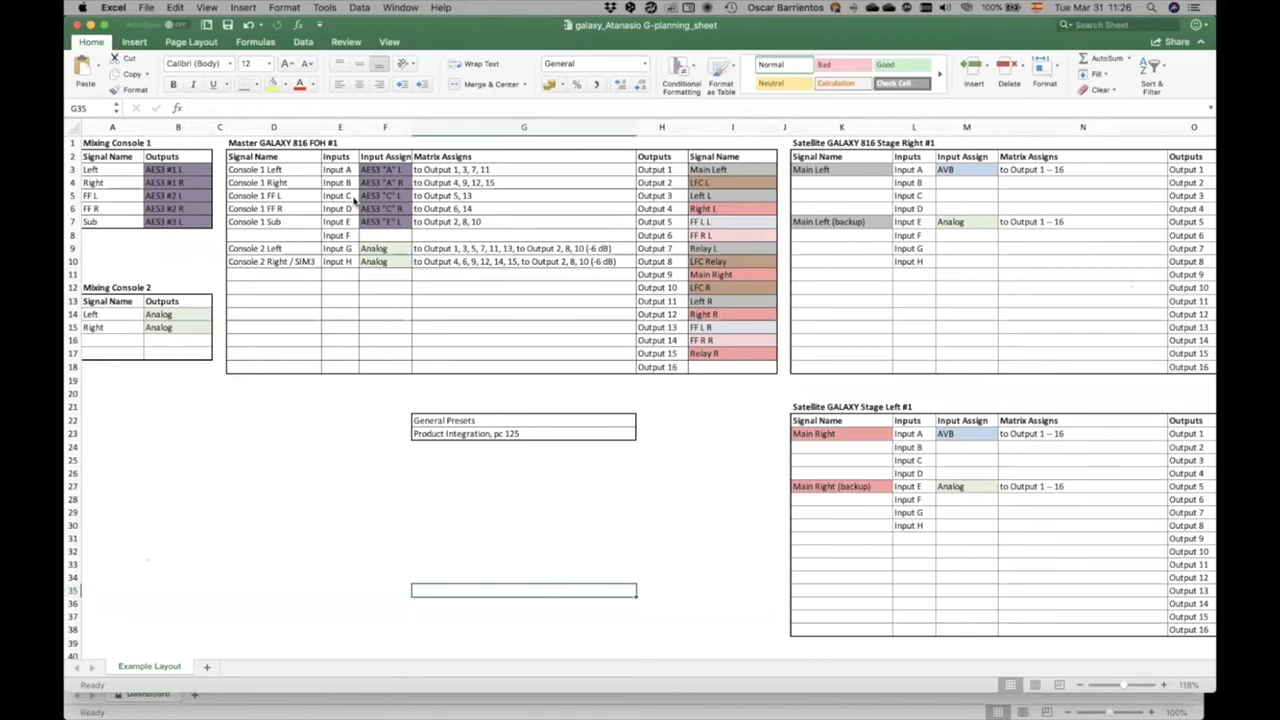 Excel File Edit View Insert Format Tools Data Window Help 100% Oscar Barrientos Tue Mar 31 11:26
AutoSave OFF galaxy_Atanasio G-planning_sheet Search Sheet
Home Insert Page Layout Formulas Data Review View Share
Paste Cut Copy Format Calibri (Body) 12 Wrap Text General Conditional Formatting Format as Table Normal Bad Good Insert Delete Format AutoSum Fill Clear Sort & Filter
B I U Merge & Center Neutral Calculation Check Cell
G35 fx
A B C D E F G H I J K L M N O
1 Mixing Console 1 Master GALAXY 816 FOH #1 Satellite GALAXY 816 Stage Right #1
2 Signal Name Outputs Signal Name Inputs Input Assign Matrix Assigns Outputs Signal Name Signal Name Inputs Input Assign Matrix Assigns Outputs
3 Left AES3 #1 L Console 1 Left Input A AES3 "A" L to Output 1, 3, 7, 11 Output 1 Main Left Main Left Input A AVB to Output 1 – 16 Output 1
4 Right AES3 #1 R Console 1 Right Input B AES3 "A" R to Output 4, 9, 12, 15 Output 2 LFC L Input B Output 2
5 FF L AES3 #2 L Console 1 FF L Input C AES3 "C" L to Output 5, 13 Output 3 Left L Input C Output 3
6 FF R AES3 #2 R Console 1 FF R Input D AES3 "C" R to Output 6, 14 Output 4 Right L Input D Output 4
7 Sub AES3 #3 L Console 1 Sub Input E AES3 "E" L to Output 2, 8, 10 Output 5 FF L L Main Left (backup) Input E Analog to Output 1 – 16 Output 5
8 Input F Output 6 FF R L Input F Output 6
9 Console 2 Left Input G Analog to Output 1, 3, 5, 7, 11, 13, to Output 2, 8, 10 (-6 dB) Output 7 Relay L Input G Output 7
10 Console 2 Right / SIM3 Input H Analog to Output 4, 6, 9, 12, 14, 15, to Output 2, 8, 10 (-6 dB) Output 8 LFC Relay Input H Output 8
11 Output 9 Main Right Output 9
12 Mixing Console 2 Output 10 LFC R Output 10
13 Signal Name Outputs Output 11 Left R Output 11
14 Left Analog Output 12 Right R Output 12
15 Right Analog Output 13 FF L R Output 13
16 Output 14 FF R R Output 14
17 Output 15 Relay R Output 15
18 Output 16 Output 16
19
20
21 Satellite GALAXY Stage Left #1
22 General Presets Signal Name Inputs Input Assign Matrix Assigns Outputs
23 Product Integration, pc 125 Main Right Input A AVB to Output 1 – 16 Output 1
24 Input B Output 2
25 Input C Output 3
26 Input D Output 4
27 Main Right (backup) Input E Analog to Output 1 – 16 Output 5
28 Input F Output 6
29 Input G Output 7
30 Input H Output 8
31 Output 9
32 Output 10
33 Output 11
34 Output 12
35 Output 13
36 Output 14
37 Output 15
38 Output 16
39
40
Example Layout +
Ready 118%
Dashboard +
Ready 100%